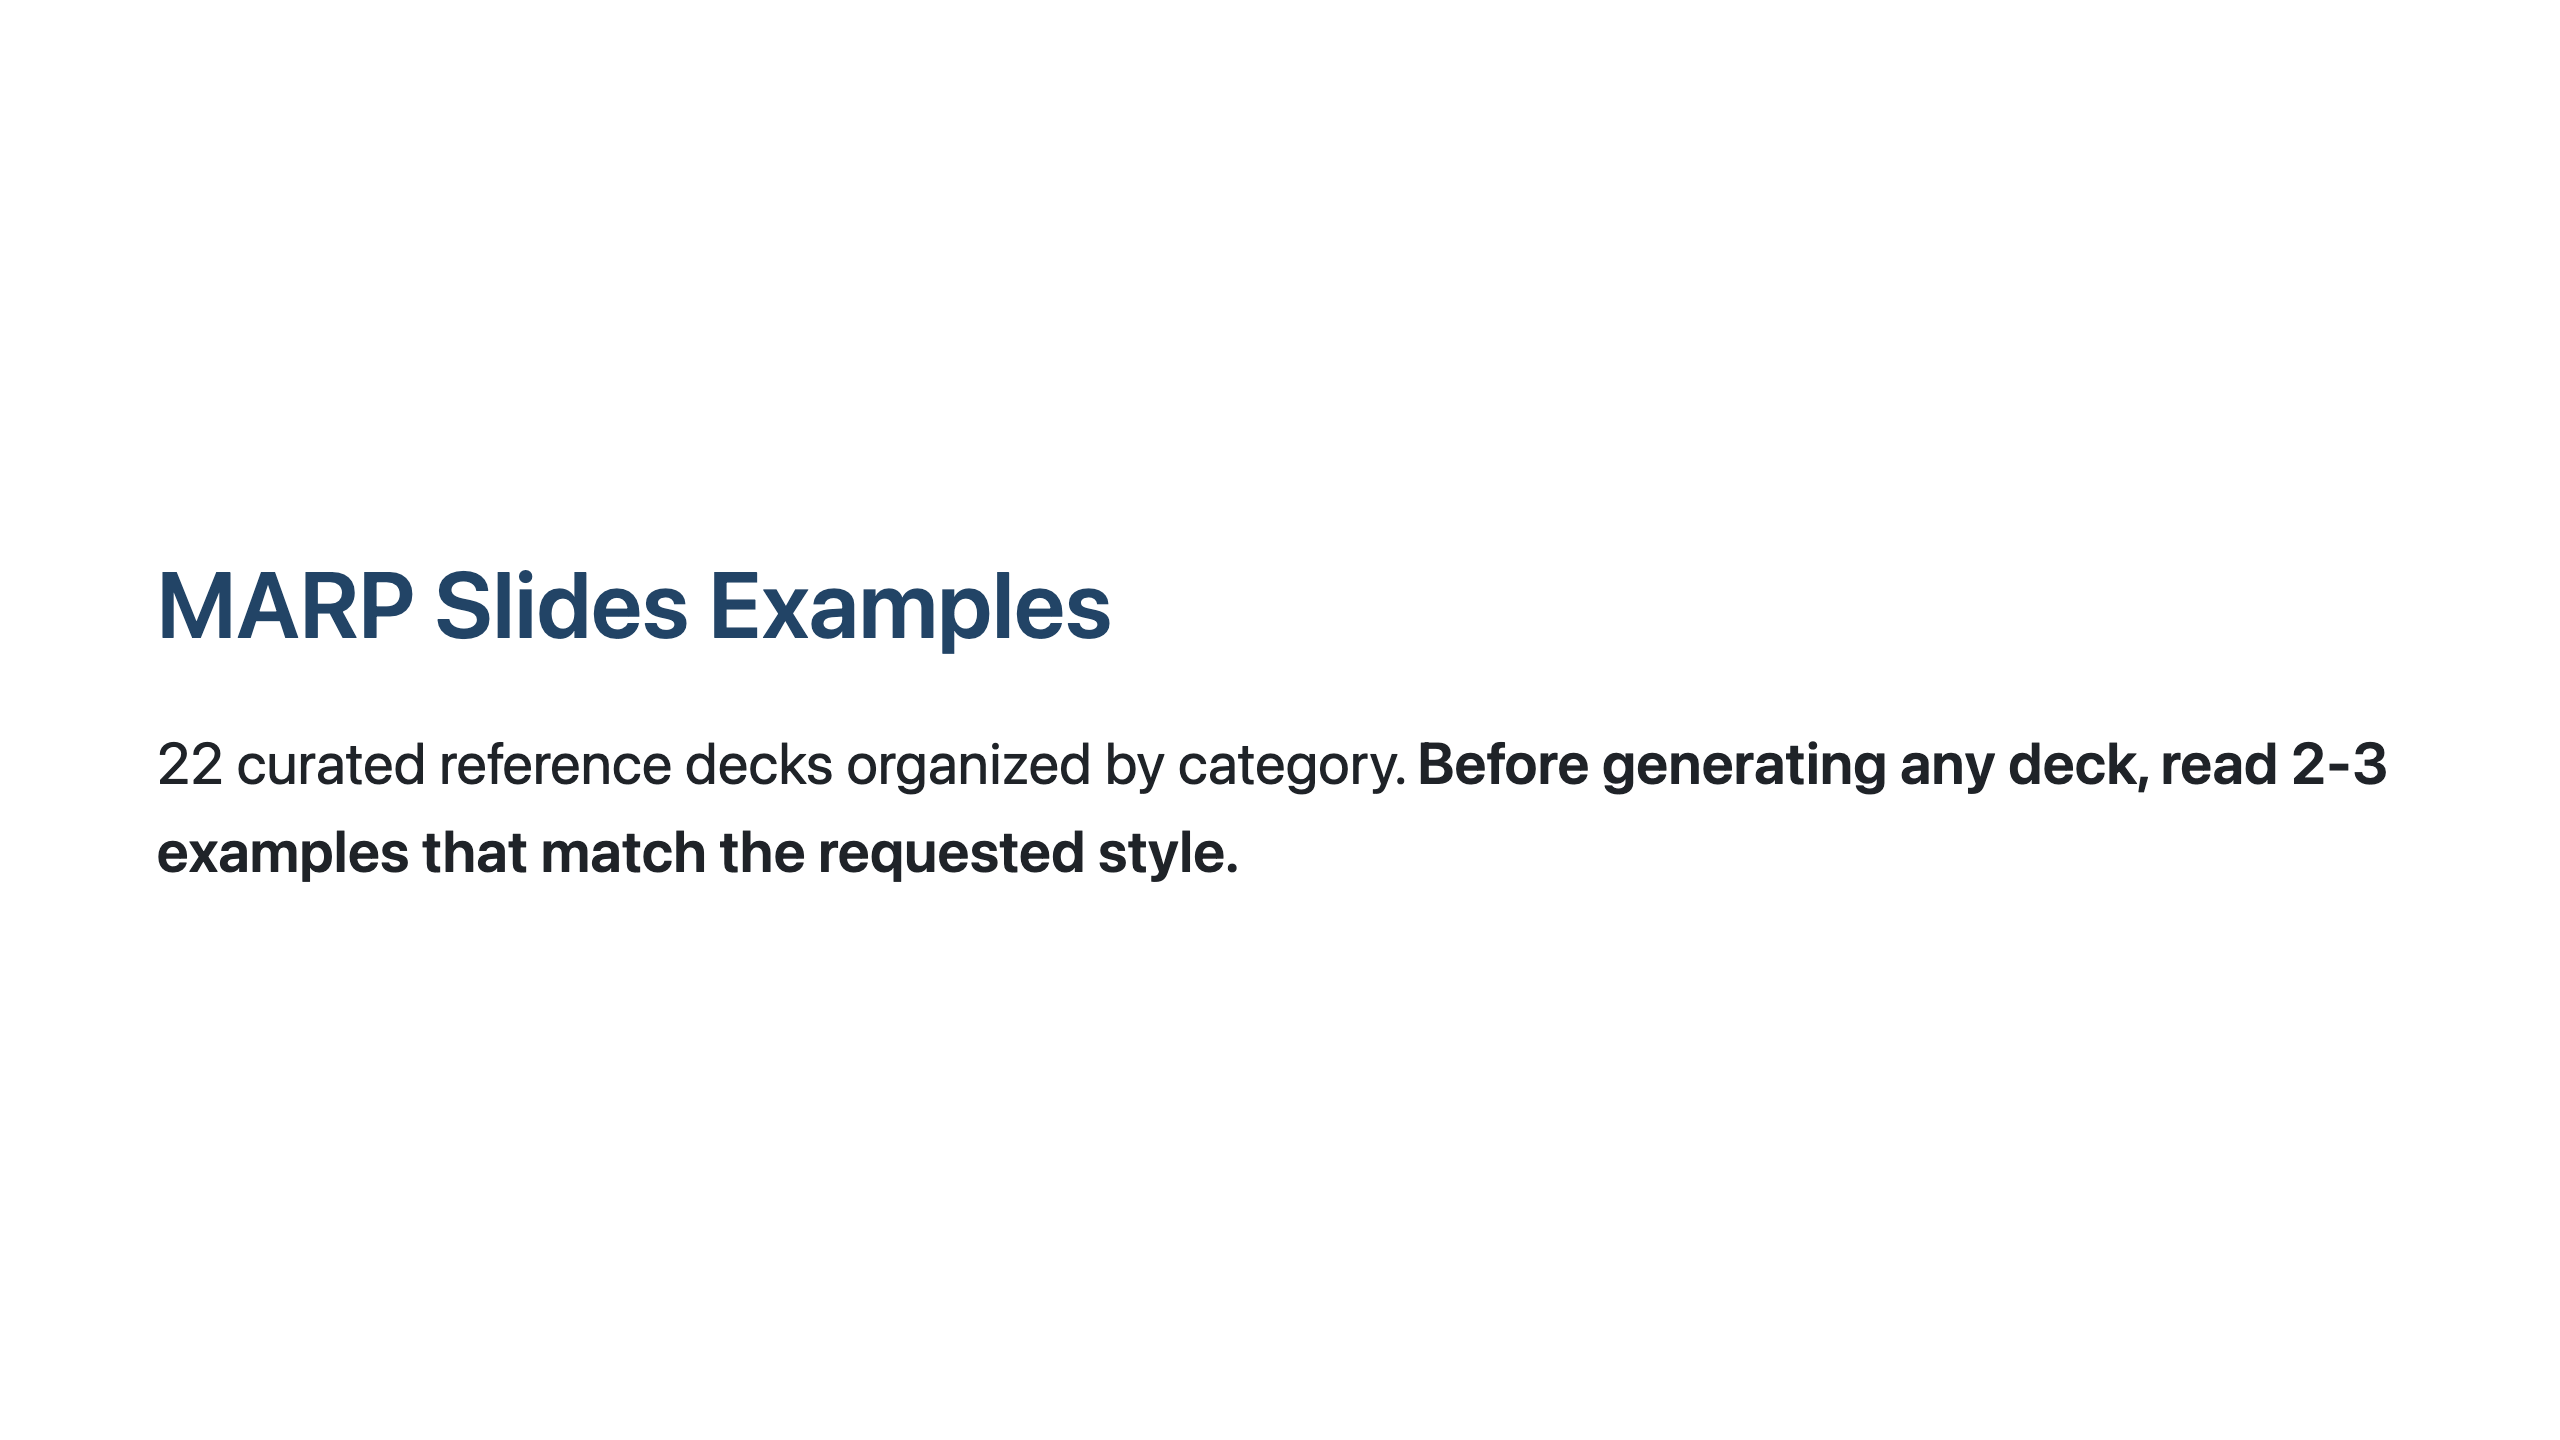 MARP Slides Examples
22 curated reference decks organized by category. Before generating any deck, read 2-3
examples that match the requested style.